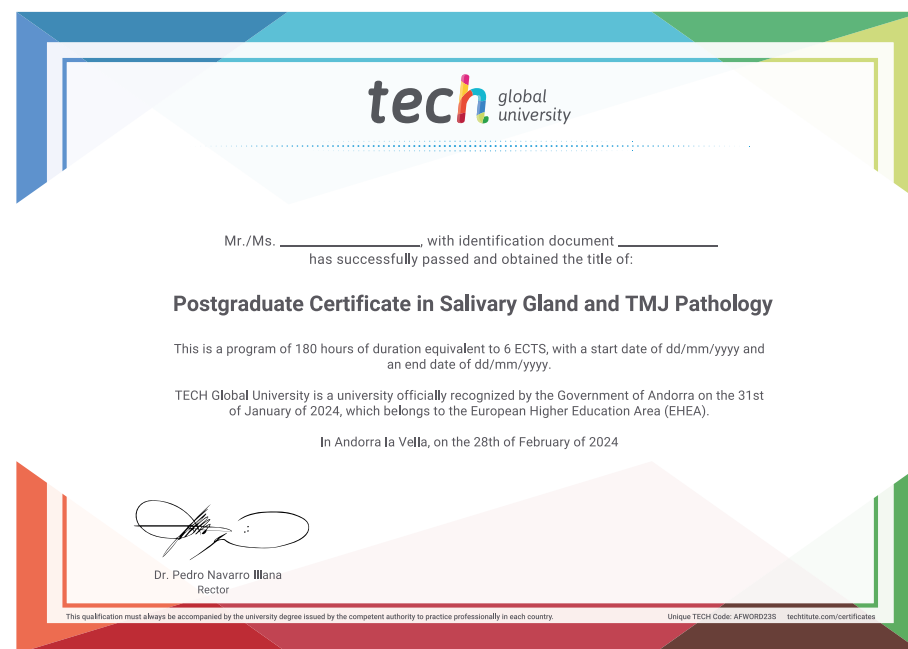 tech global university
Mr./Ms. ____________________, with identification document ______________
has successfully passed and obtained the title of:
Postgraduate Certificate in Salivary Gland and TMJ Pathology
This is a program of 180 hours of duration equivalent to 6 ECTS, with a start date of dd/mm/yyyy and
an end date of dd/mm/yyyy.
TECH Global University is a university officially recognized by the Government of Andorra on the 31st
of January of 2024, which belongs to the European Higher Education Area (EHEA).
In Andorra la Vella, on the 28th of February of 2024
Dr. Pedro Navarro Illana
Rector
This qualification must always be accompanied by the university degree issued by the competent authority to practice professionally in each country.
Unique TECH Code: AFWORD23S techtitute.com/certificates